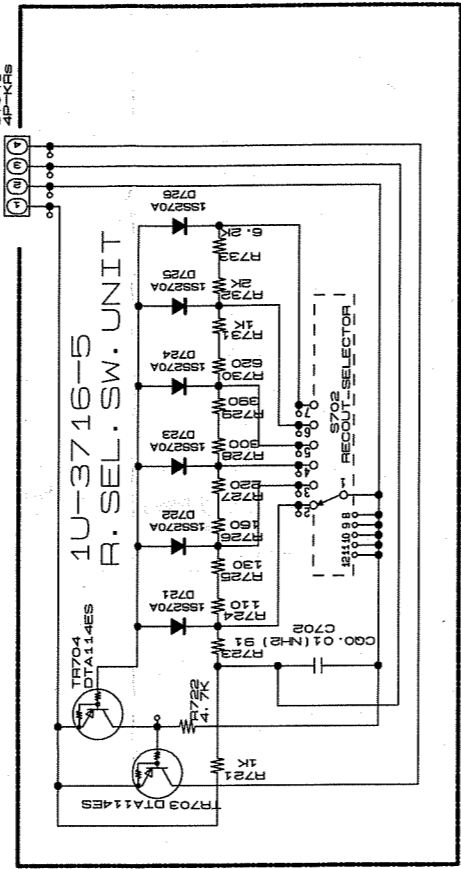 4P-KRs
4
3
2
1
1U-3716-5
R. SEL. SW. UNIT
D726
1SS270A
D725
1SS270A
D724
1SS270A
D723
1SS270A
D722
1SS270A
D721
1SS270A
6.2K
R733
2K
R732
1K
R731
620
R730
390
R729
300
R728
220
R727
160
R726
130
R725
110
R724
91
R723
TR704
DTA114ES
R722
4.7K
TR703 DTA114ES
1K
R721
C702
CQ0.01(NH2)
S702
RECOUT-SELECTOR
7
6
5
4
3
2
1
12 11 10 9 8